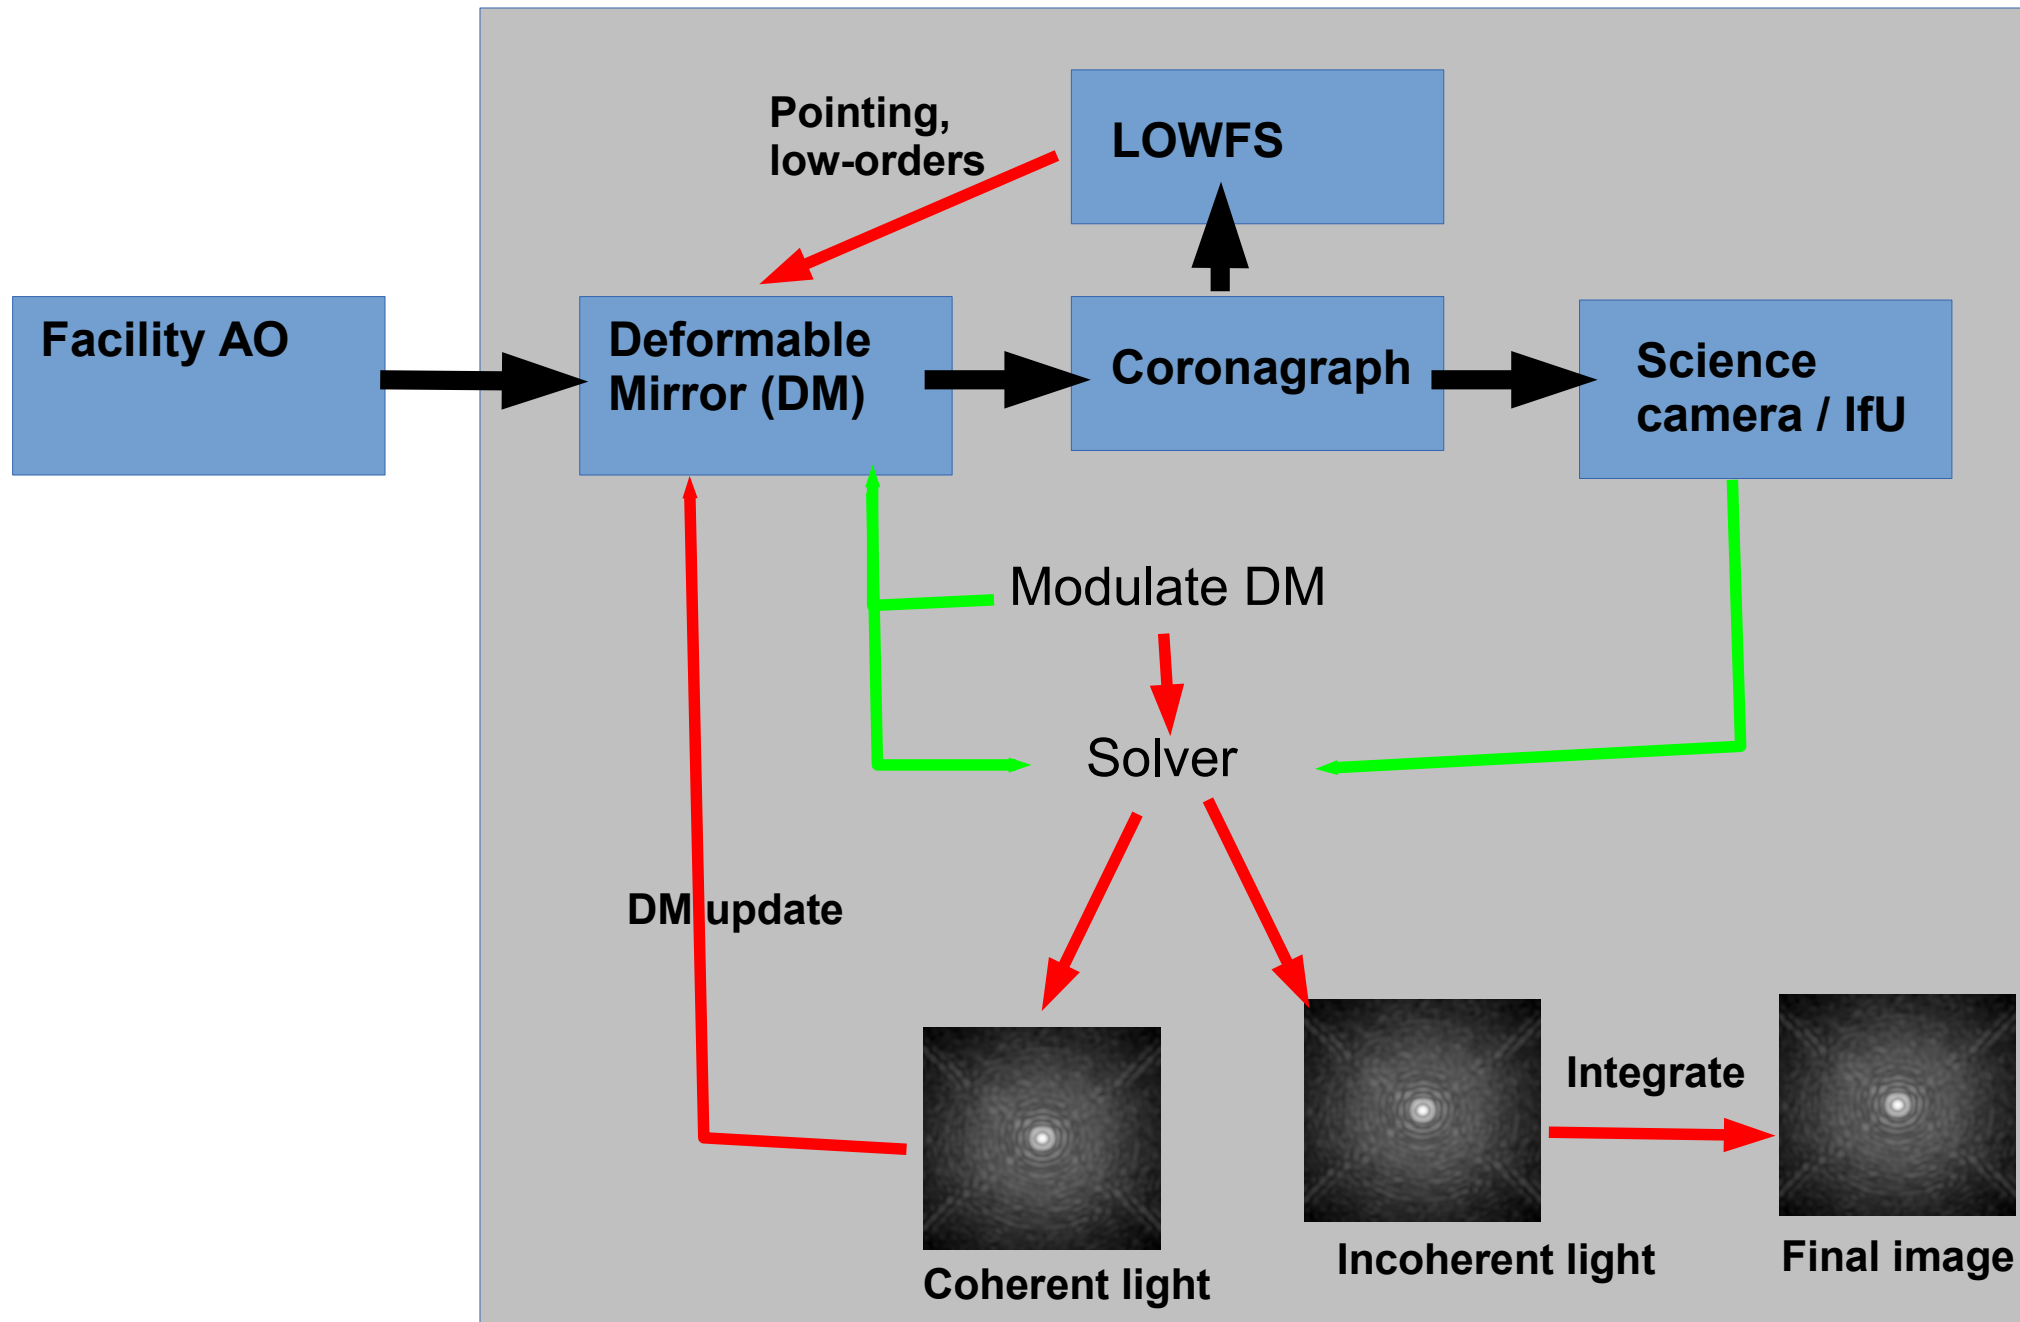 Pointing,
low-orders
LOWFS
Facility AO
Deformable
Mirror (DM)
Coronagraph
Science
camera / IfU
Modulate DM
Solver
DM update
Integrate
Coherent light
Incoherent light
Final image